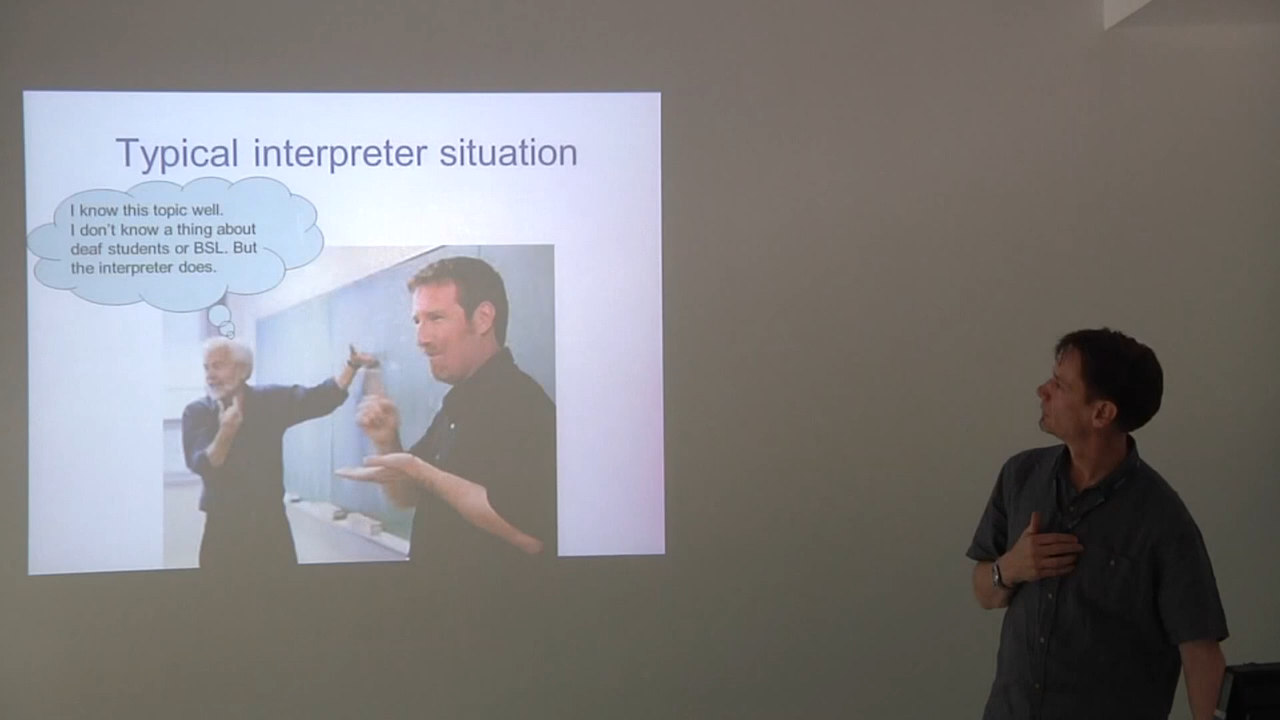 Typical interpreter situation
I know this topic well.
I don't know a thing about
deaf students or BSL. But
the interpreter does.